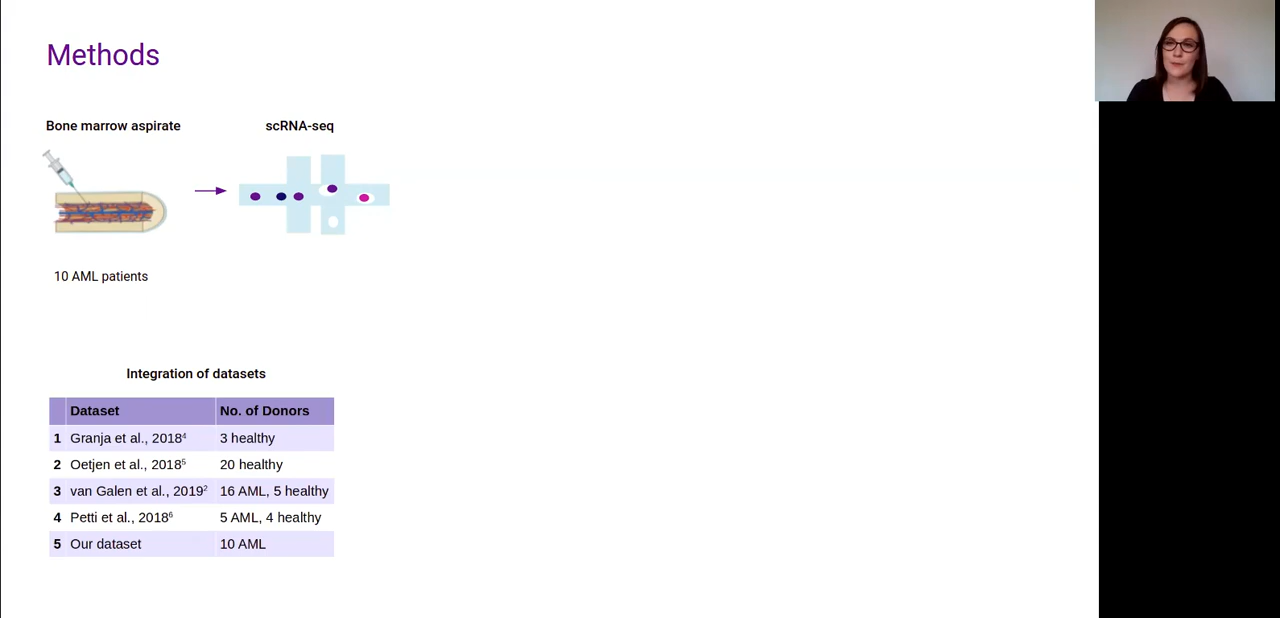 Methods
Bone marrow aspirate
scRNA-seq
10 AML patients
Integration of datasets
Dataset No. of Donors
1 Granja et al., 2018⁴ 3 healthy
2 Oetjen et al., 2018⁵ 20 healthy
3 van Galen et al., 2019² 16 AML, 5 healthy
4 Petti et al., 2018⁶ 5 AML, 4 healthy
5 Our dataset 10 AML